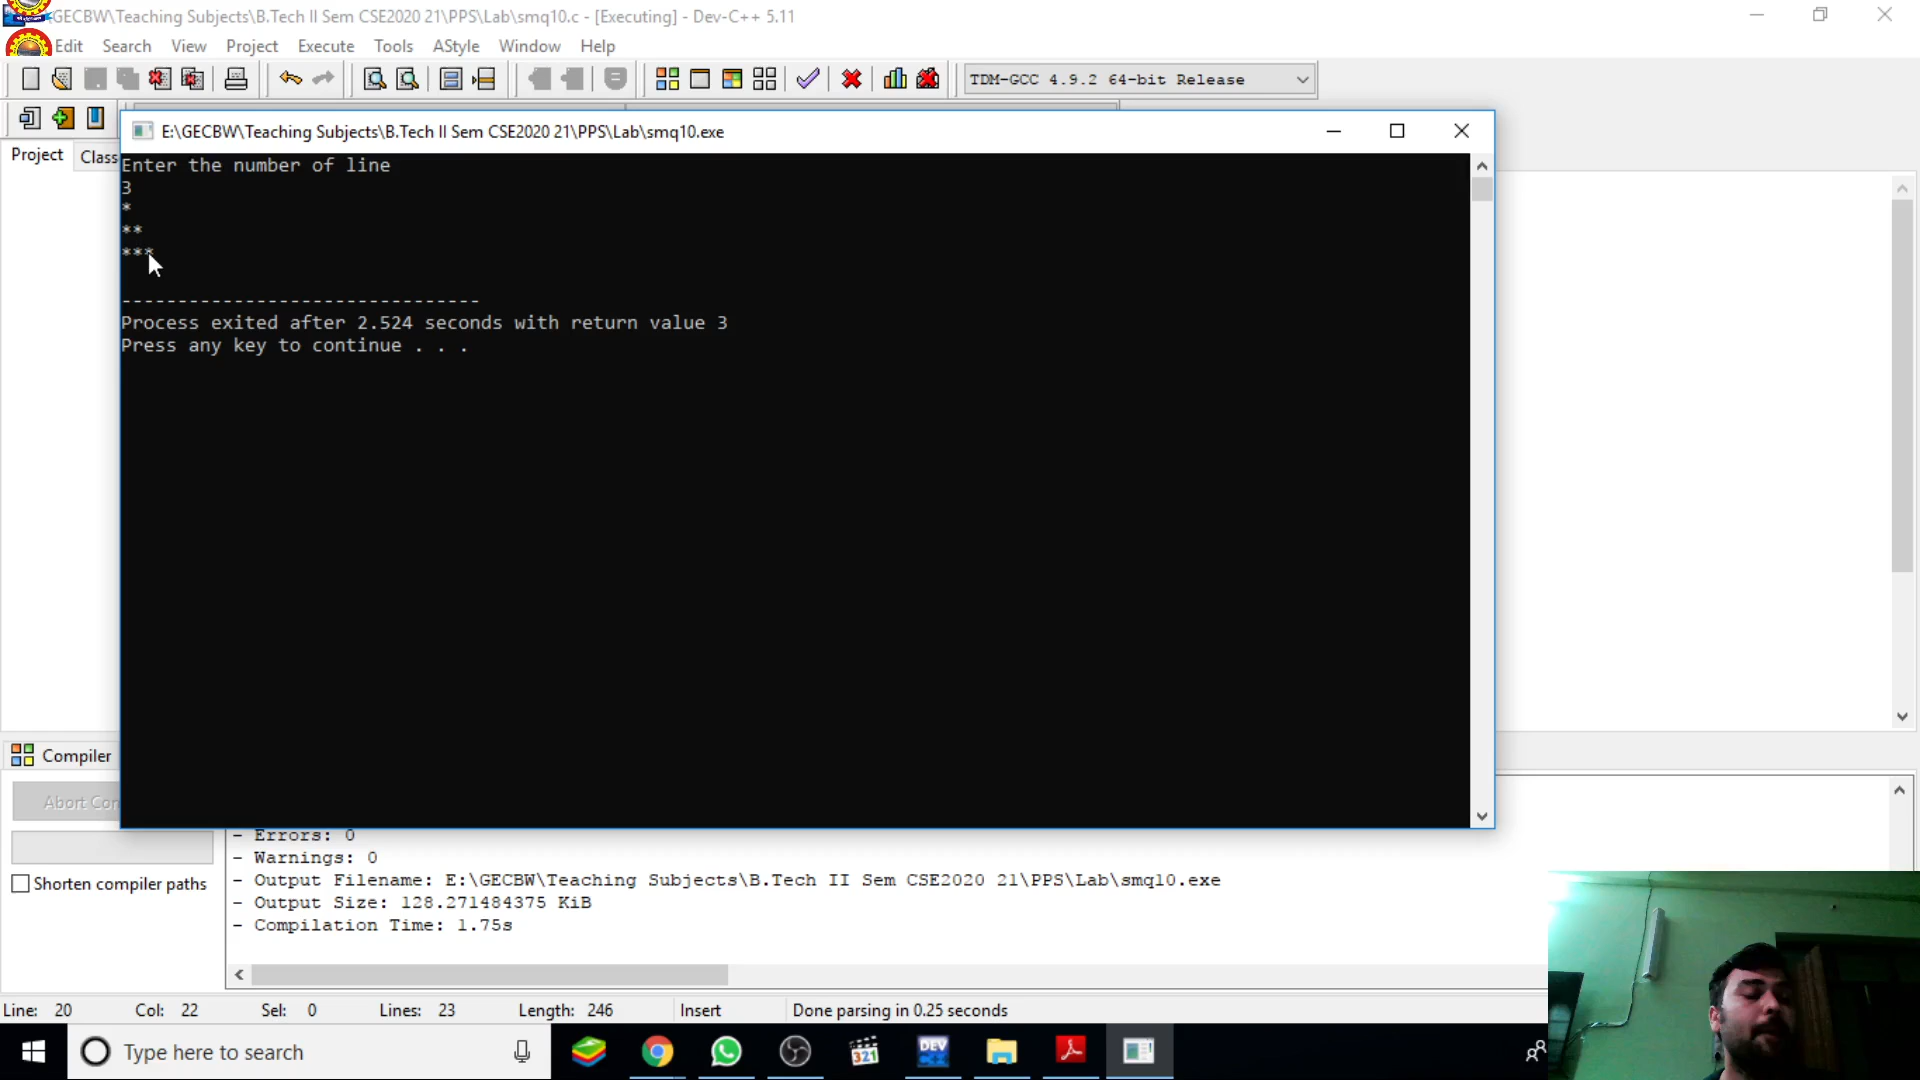 GECBW\Teaching Subjects\B.Tech II Sem CSE2020 21\PPS\Lab\smq10.c - [Executing] - Dev-C++ 5.11
Edit Search View Project Execute Tools AStyle Window Help
TDM-GCC 4.9.2 64-bit Release
E:\GECBW\Teaching Subjects\B.Tech II Sem CSE2020 21\PPS\Lab\smq10.exe
Project Class
Enter the number of line
3
*
**
***
--------------------------------
Process exited after 2.524 seconds with return value 3
Press any key to continue . . .
Compiler
Abort Con
- Errors: 0
- Warnings: 0
- Output Filename: E:\GECBW\Teaching Subjects\B.Tech II Sem CSE2020 21\PPS\Lab\smq10.exe
- Output Size: 128.271484375 KiB
- Compilation Time: 1.75s
Shorten compiler paths
Line: 20 Col: 22 Sel: 0 Lines: 23 Length: 246 Insert Done parsing in 0.25 seconds
Type here to search
321
DEV